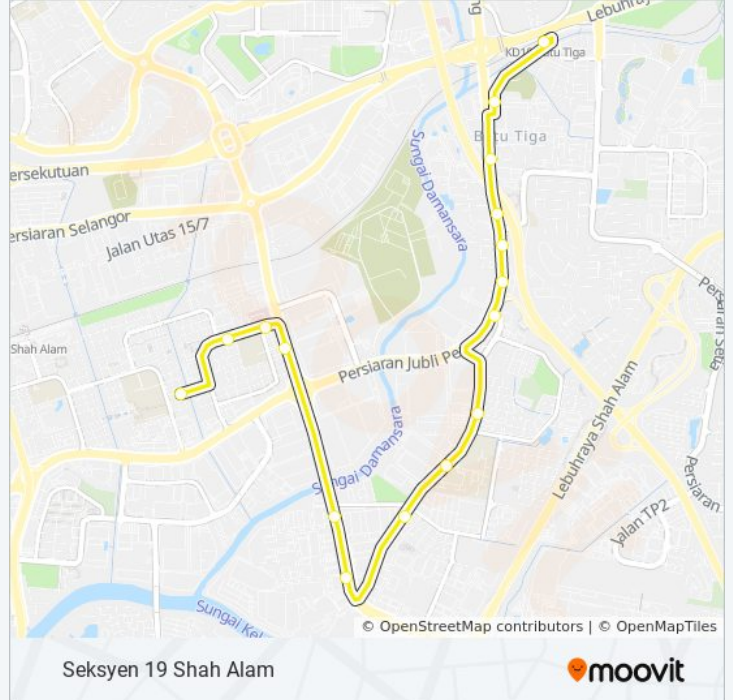 Lebuhraya
ng
KD10 Batu Tiga
Batu Tiga
Sungai Damansara
ersekutuan
ersiaran Selangor
Jalan Utas 15/7
Shah Alam
Persiaran Jubli Pe
Persiaran Setia
Lebuhraya Shah Alam
Sungai Damansara
Persiaran
Jalan TP2
Sungai Kel
© OpenStreetMap contributors | © OpenMapTiles
Seksyen 19 Shah Alam
moovit